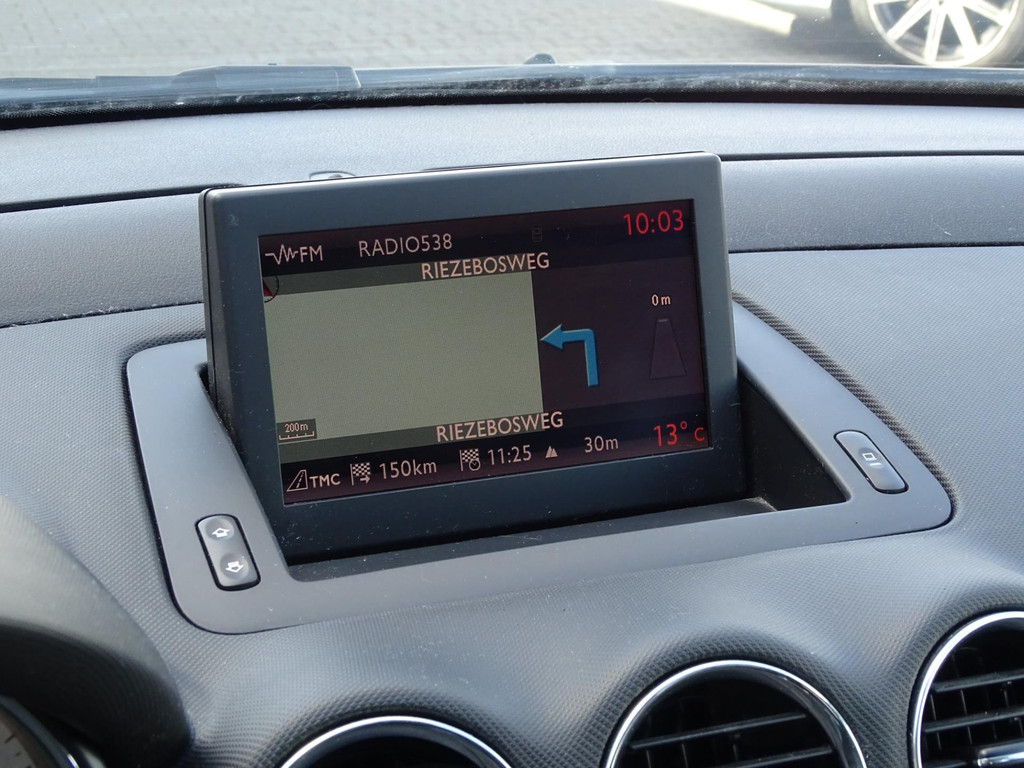 FM RADIO538 10:03
RIEZEBOSWEG
0m
200m
RIEZEBOSWEG
TMC 150km 11:25 30m 13°C